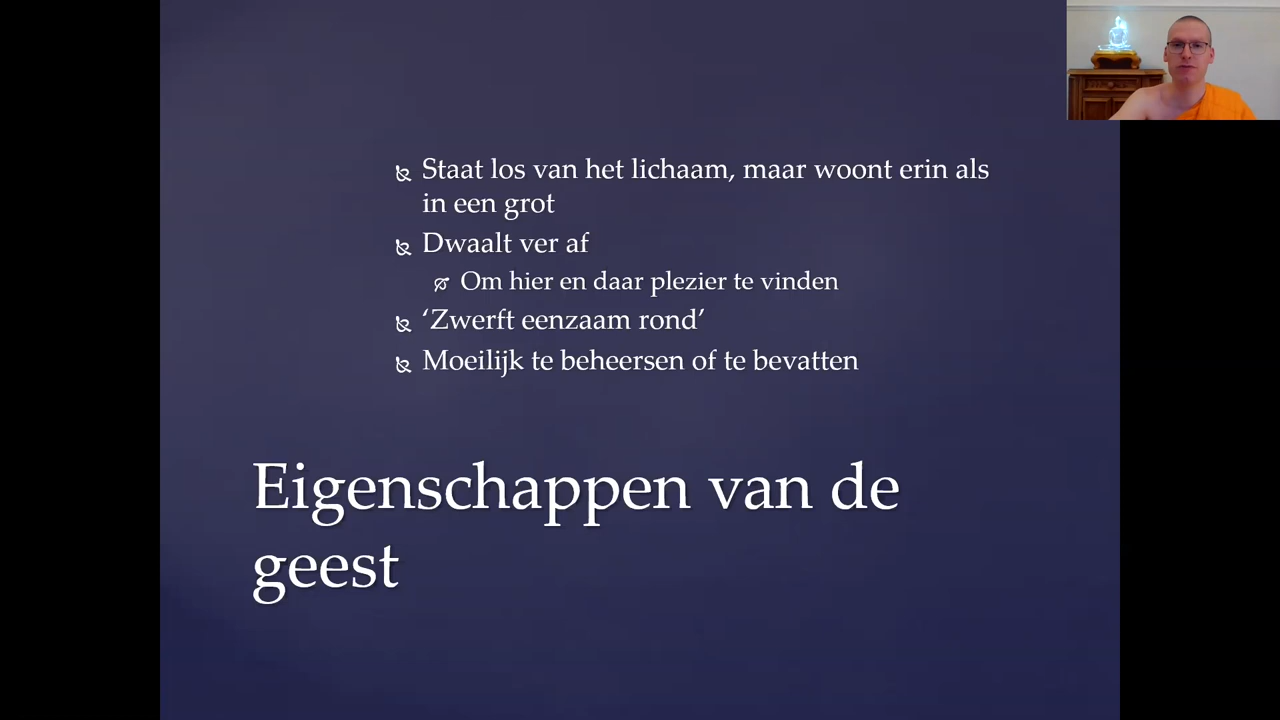 Staat los van het lichaam, maar woont erin als
in een grot
Dwaalt ver af
Om hier en daar plezier te vinden
‘Zwerft eenzaam rond’
Moeilijk te beheersen of te bevatten
Eigenschappen van de
geest